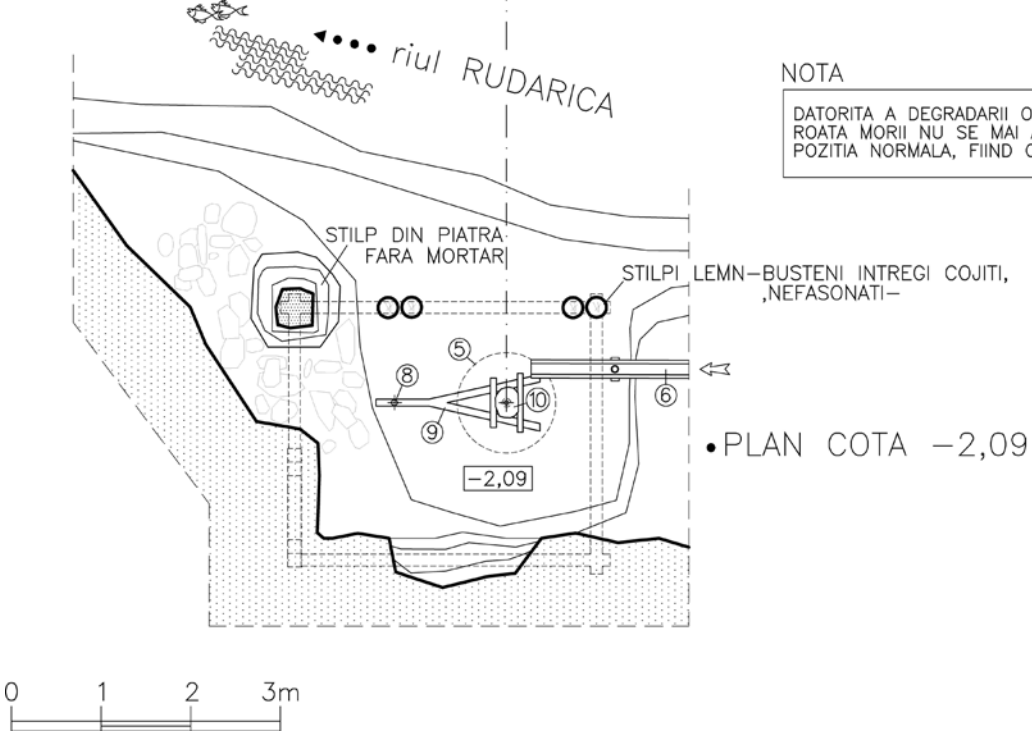 riul RUDARICA
NOTA
DATORITA A DEGRADARII
ROATA MORII NU SE MAI
POZITIA NORMALA, FIIND
STILP DIN PIATRA
FARA MORTAR
STILPI LEMN-BUSTENI INTREGI COJITI,
,NEFASONATI-
5
8
10
6
9
•PLAN COTA -2,09
-2,09
0 1 2 3m